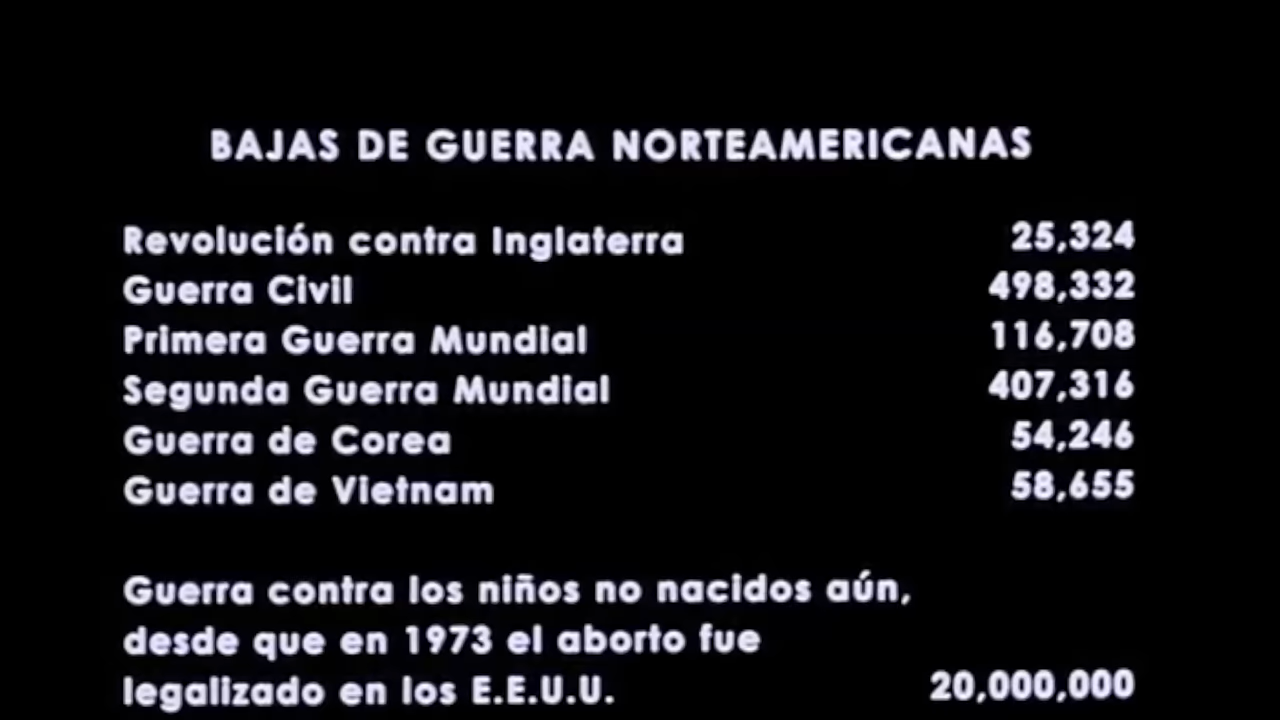 BAJAS DE GUERRA NORTEAMERICANAS
Revolución contra Inglaterra 25,324
Guerra Civil 498,332
Primera Guerra Mundial 116,708
Segunda Guerra Mundial 407,316
Guerra de Corea 54,246
Guerra de Vietnam 58,655
Guerra contra los niños no nacidos aún,
desde que en 1973 el aborto fue
legalizado en los E.E.U.U. 20,000,000